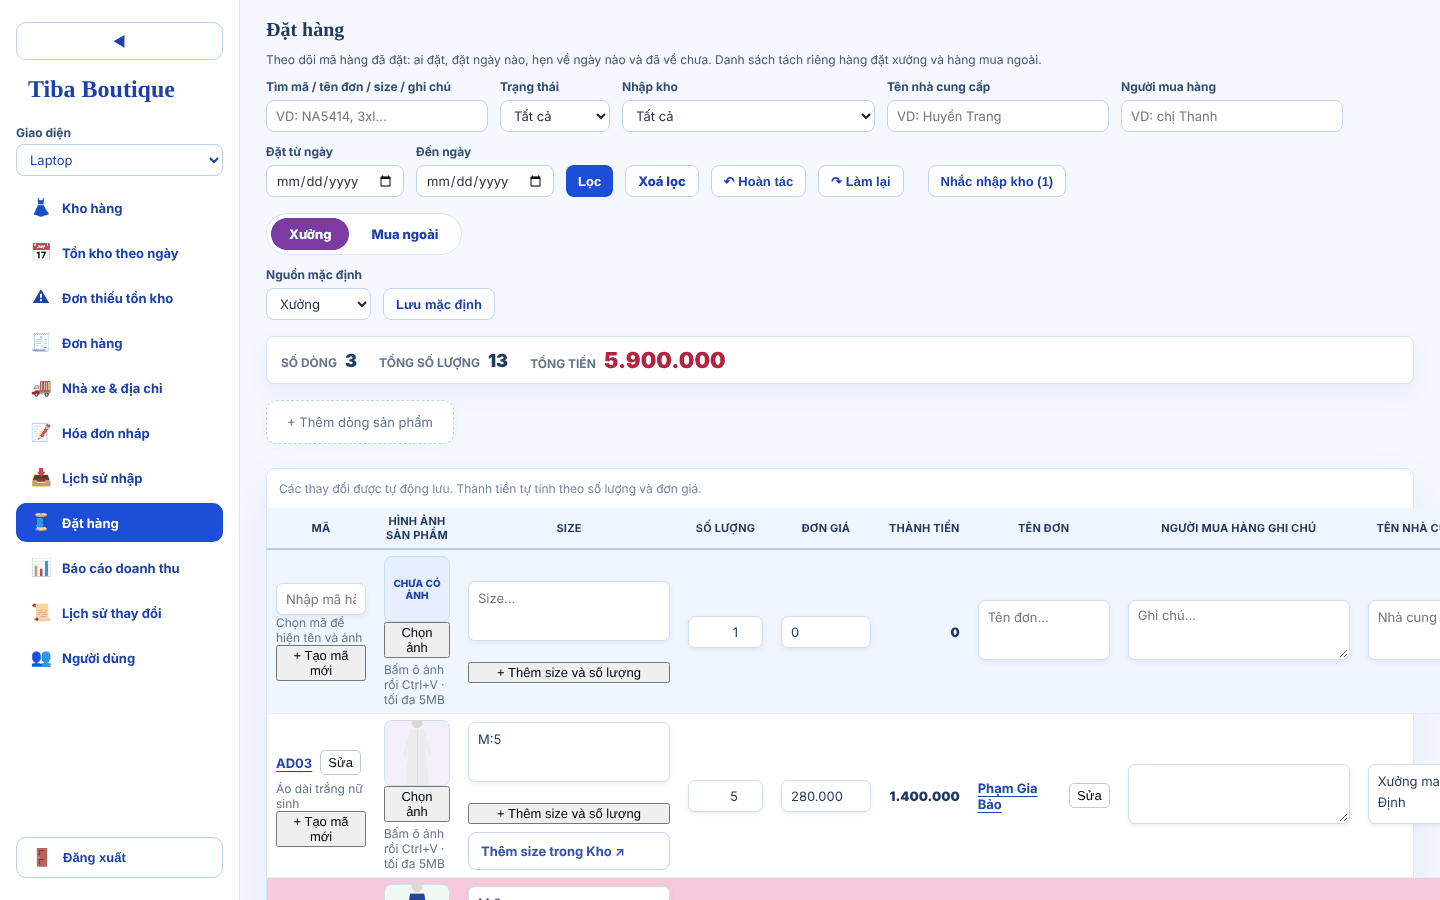 ◀
Đặt hàng
Tiba Boutique
Theo dõi mã hàng đã đặt: ai đặt, đặt ngày nào, hẹn về ngày nào và đã về chưa. Danh sách tách riêng hàng đặt xưởng và hàng mua ngoài.
Giao diện
Laptop
Kho hàng
Tồn kho theo ngày
Đơn thiếu tồn kho
Đơn hàng
Nhà xe & địa chỉ
Hóa đơn nháp
Lịch sử nhập
Đặt hàng
Báo cáo doanh thu
Lịch sử thay đổi
Người dùng
Đăng xuất
Tìm mã / tên đơn / size / ghi chú
Trạng thái
Nhập kho
Tên nhà cung cấp
Người mua hàng
VD: NA5414, 3xl...
Tất cả
Tất cả
VD: Huyền Trang
VD: chị Thanh
Đặt từ ngày
Đến ngày
mm/dd/yyyy
mm/dd/yyyy
Lọc
Xoá lọc
↶ Hoàn tác
↷ Làm lại
Nhắc nhập kho (1)
Xưởng
Mua ngoài
Nguồn mặc định
Xưởng
Lưu mặc định
SỐ DÒNG 3 TỔNG SỐ LƯỢNG 13 TỔNG TIỀN 5.900.000
+ Thêm dòng sản phẩm
Các thay đổi được tự động lưu. Thành tiền tự tính theo số lượng và đơn giá.
MÃ
HÌNH ẢNH
SẢN PHẨM
SIZE
SỐ LƯỢNG
ĐƠN GIÁ
THÀNH TIỀN
TÊN ĐƠN
NGƯỜI MUA HÀNG GHI CHÚ
TÊN NHÀ
Nhập mã
Chọn mã để
hiện tên và ảnh
+ Tạo mã
mới
CHƯA CÓ
ẢNH
Chọn
ảnh
Bấm ô ảnh
rồi Ctrl+V ·
tối đa 5MB
Size...
+ Thêm size và số lượng
1
0
0
Tên đơn...
Ghi chú...
Nhà cung
AD03
Sửa
Áo dài trắng nữ
sinh
+ Tạo mã
mới
Chọn
ảnh
Bấm ô ảnh
rồi Ctrl+V ·
tối đa 5MB
M:5
+ Thêm size và số lượng
Thêm size trong Kho ↗
5
280.000
1.400.000
Phạm Gia
Bảo
Sửa
Xưởng
Định